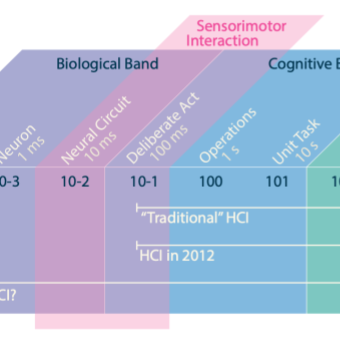 Sensorimotor
Interaction
Biological Band
Cognitive
Neuron
1 ms
Neural Circuit
10 ms
Deliberate Act
100 ms
Operations
1 s
Unit Task
10 s
0-3
10-2
10-1
100
101
"Traditional" HCI
HCI in 2012
CI?